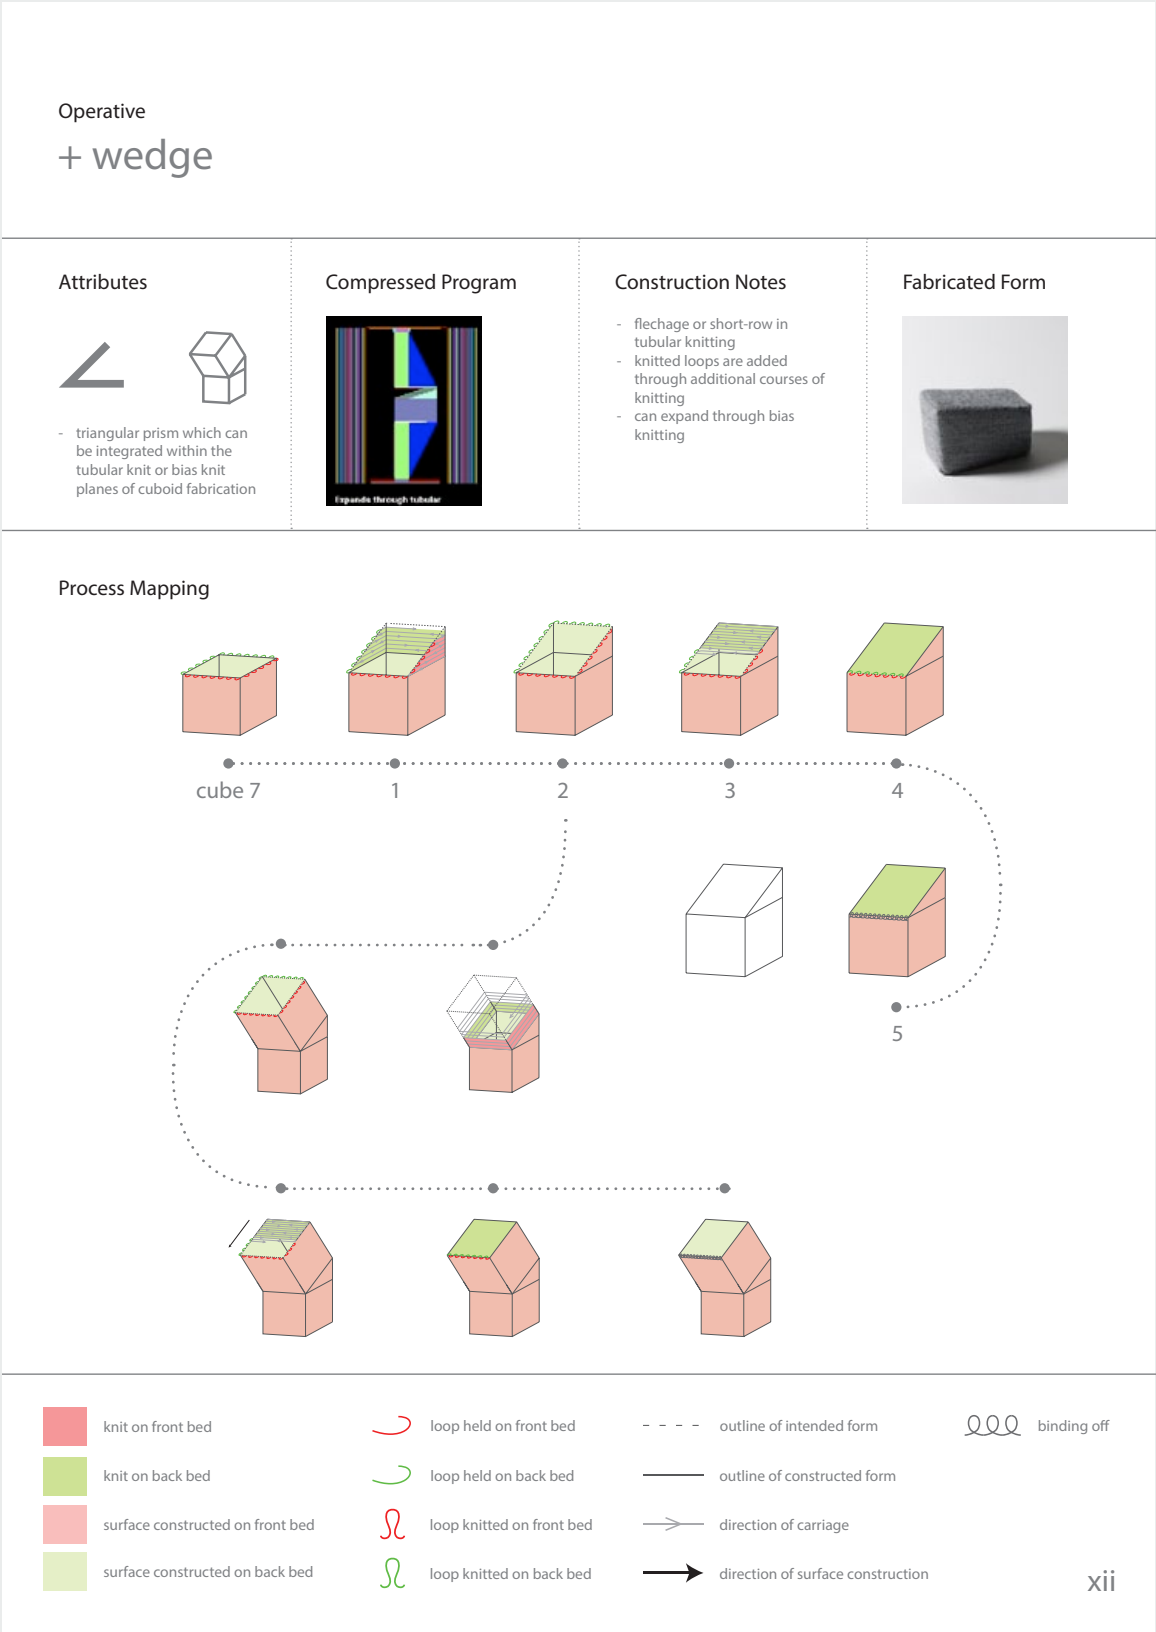 Operative
+ wedge
Attributes
- triangular prism which can
be integrated within the
tubular knit or bias knit
planes of cuboid fabrication
Compressed Program
Expands through tubular
Construction Notes
- flechage or short-row in
tubular knitting
- knitted loops are added
through additional courses of
knitting
- can expand through bias
knitting
Fabricated Form
Process Mapping
cube 7
1
2
3
4
5
knit on front bed
knit on back bed
surface constructed on front bed
surface constructed on back bed
loop held on front bed
loop held on back bed
loop knitted on front bed
loop knitted on back bed
outline of intended form
outline of constructed form
direction of carriage
direction of surface construction
binding off
xii